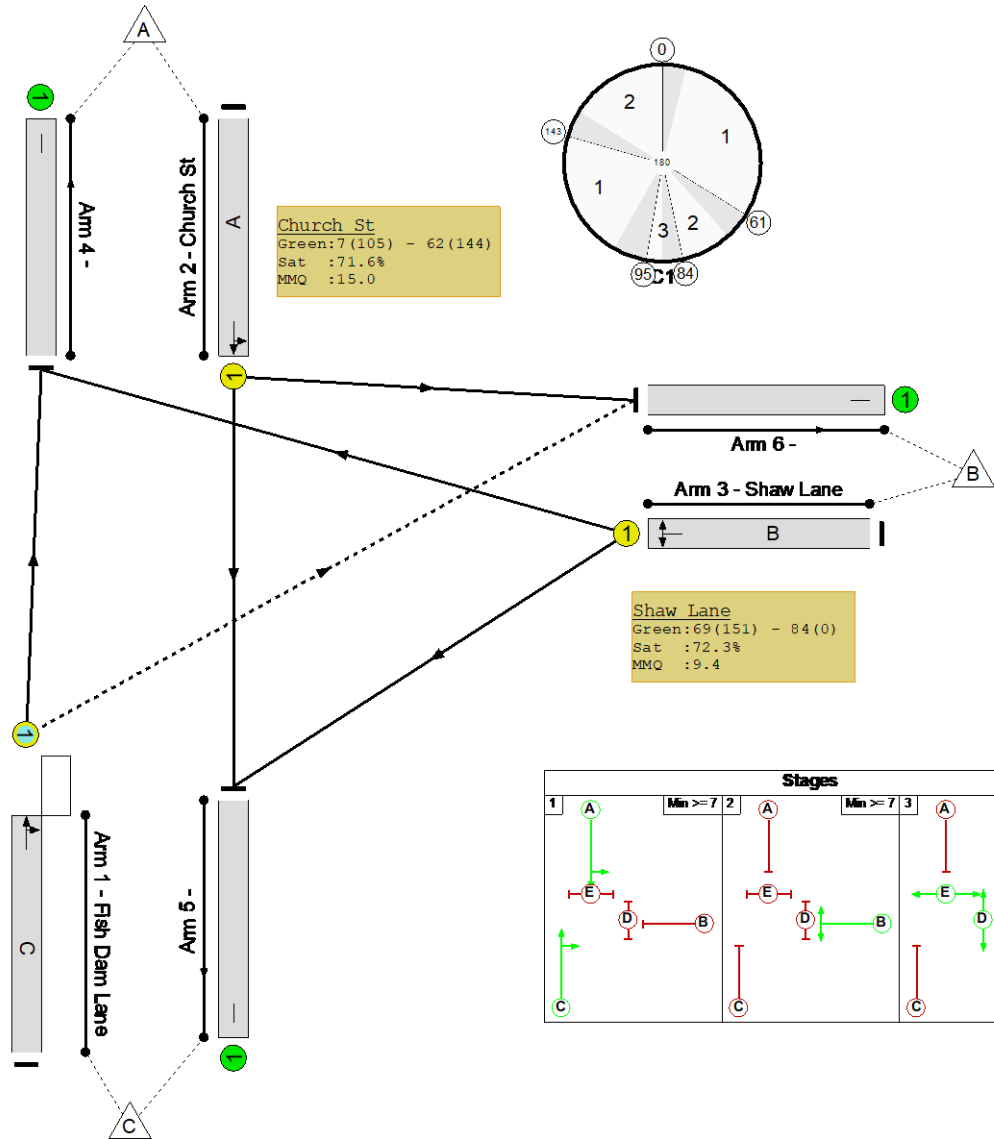 A
0
1
2
143
180
1
1
2
61
3
95
C1
84
Arm 4 -
Arm 2 - Church St
A
Church St
Green:7(105) - 62(144)
Sat :71.6%
MMQ :15.0
1
1
1
Arm 6 -
B
Arm 3 - Shaw Lane
1
B
Shaw Lane
Green:69(151) - 84(0)
Sat :72.3%
MMQ :9.4
1
C
Arm 1 - Fish Dam Lane
Arm 5 -
1
C
Stages
1
Min >= 7
2
Min >= 7
3
A
A
A
E
E
E
D
B
D
B
D
C
C
C